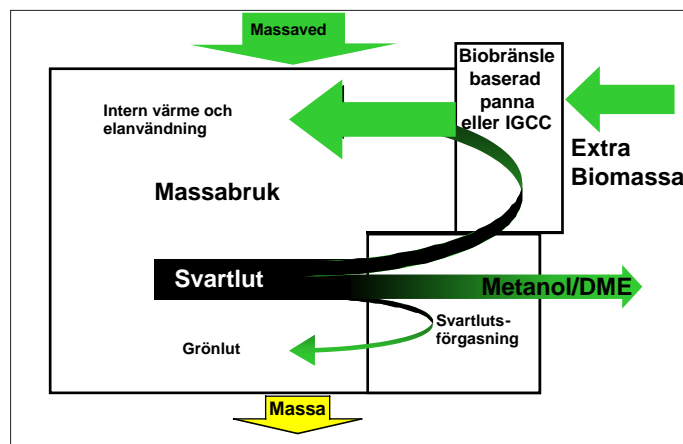 Massaved
Biobränsle
baserad
panna
eller IGCC
Intern värme och
elanvändning
Extra
Biomassa
Massabruk
Svartlut
Metanol/DME
Svartluts-
förgasning
Grönlut
Massa